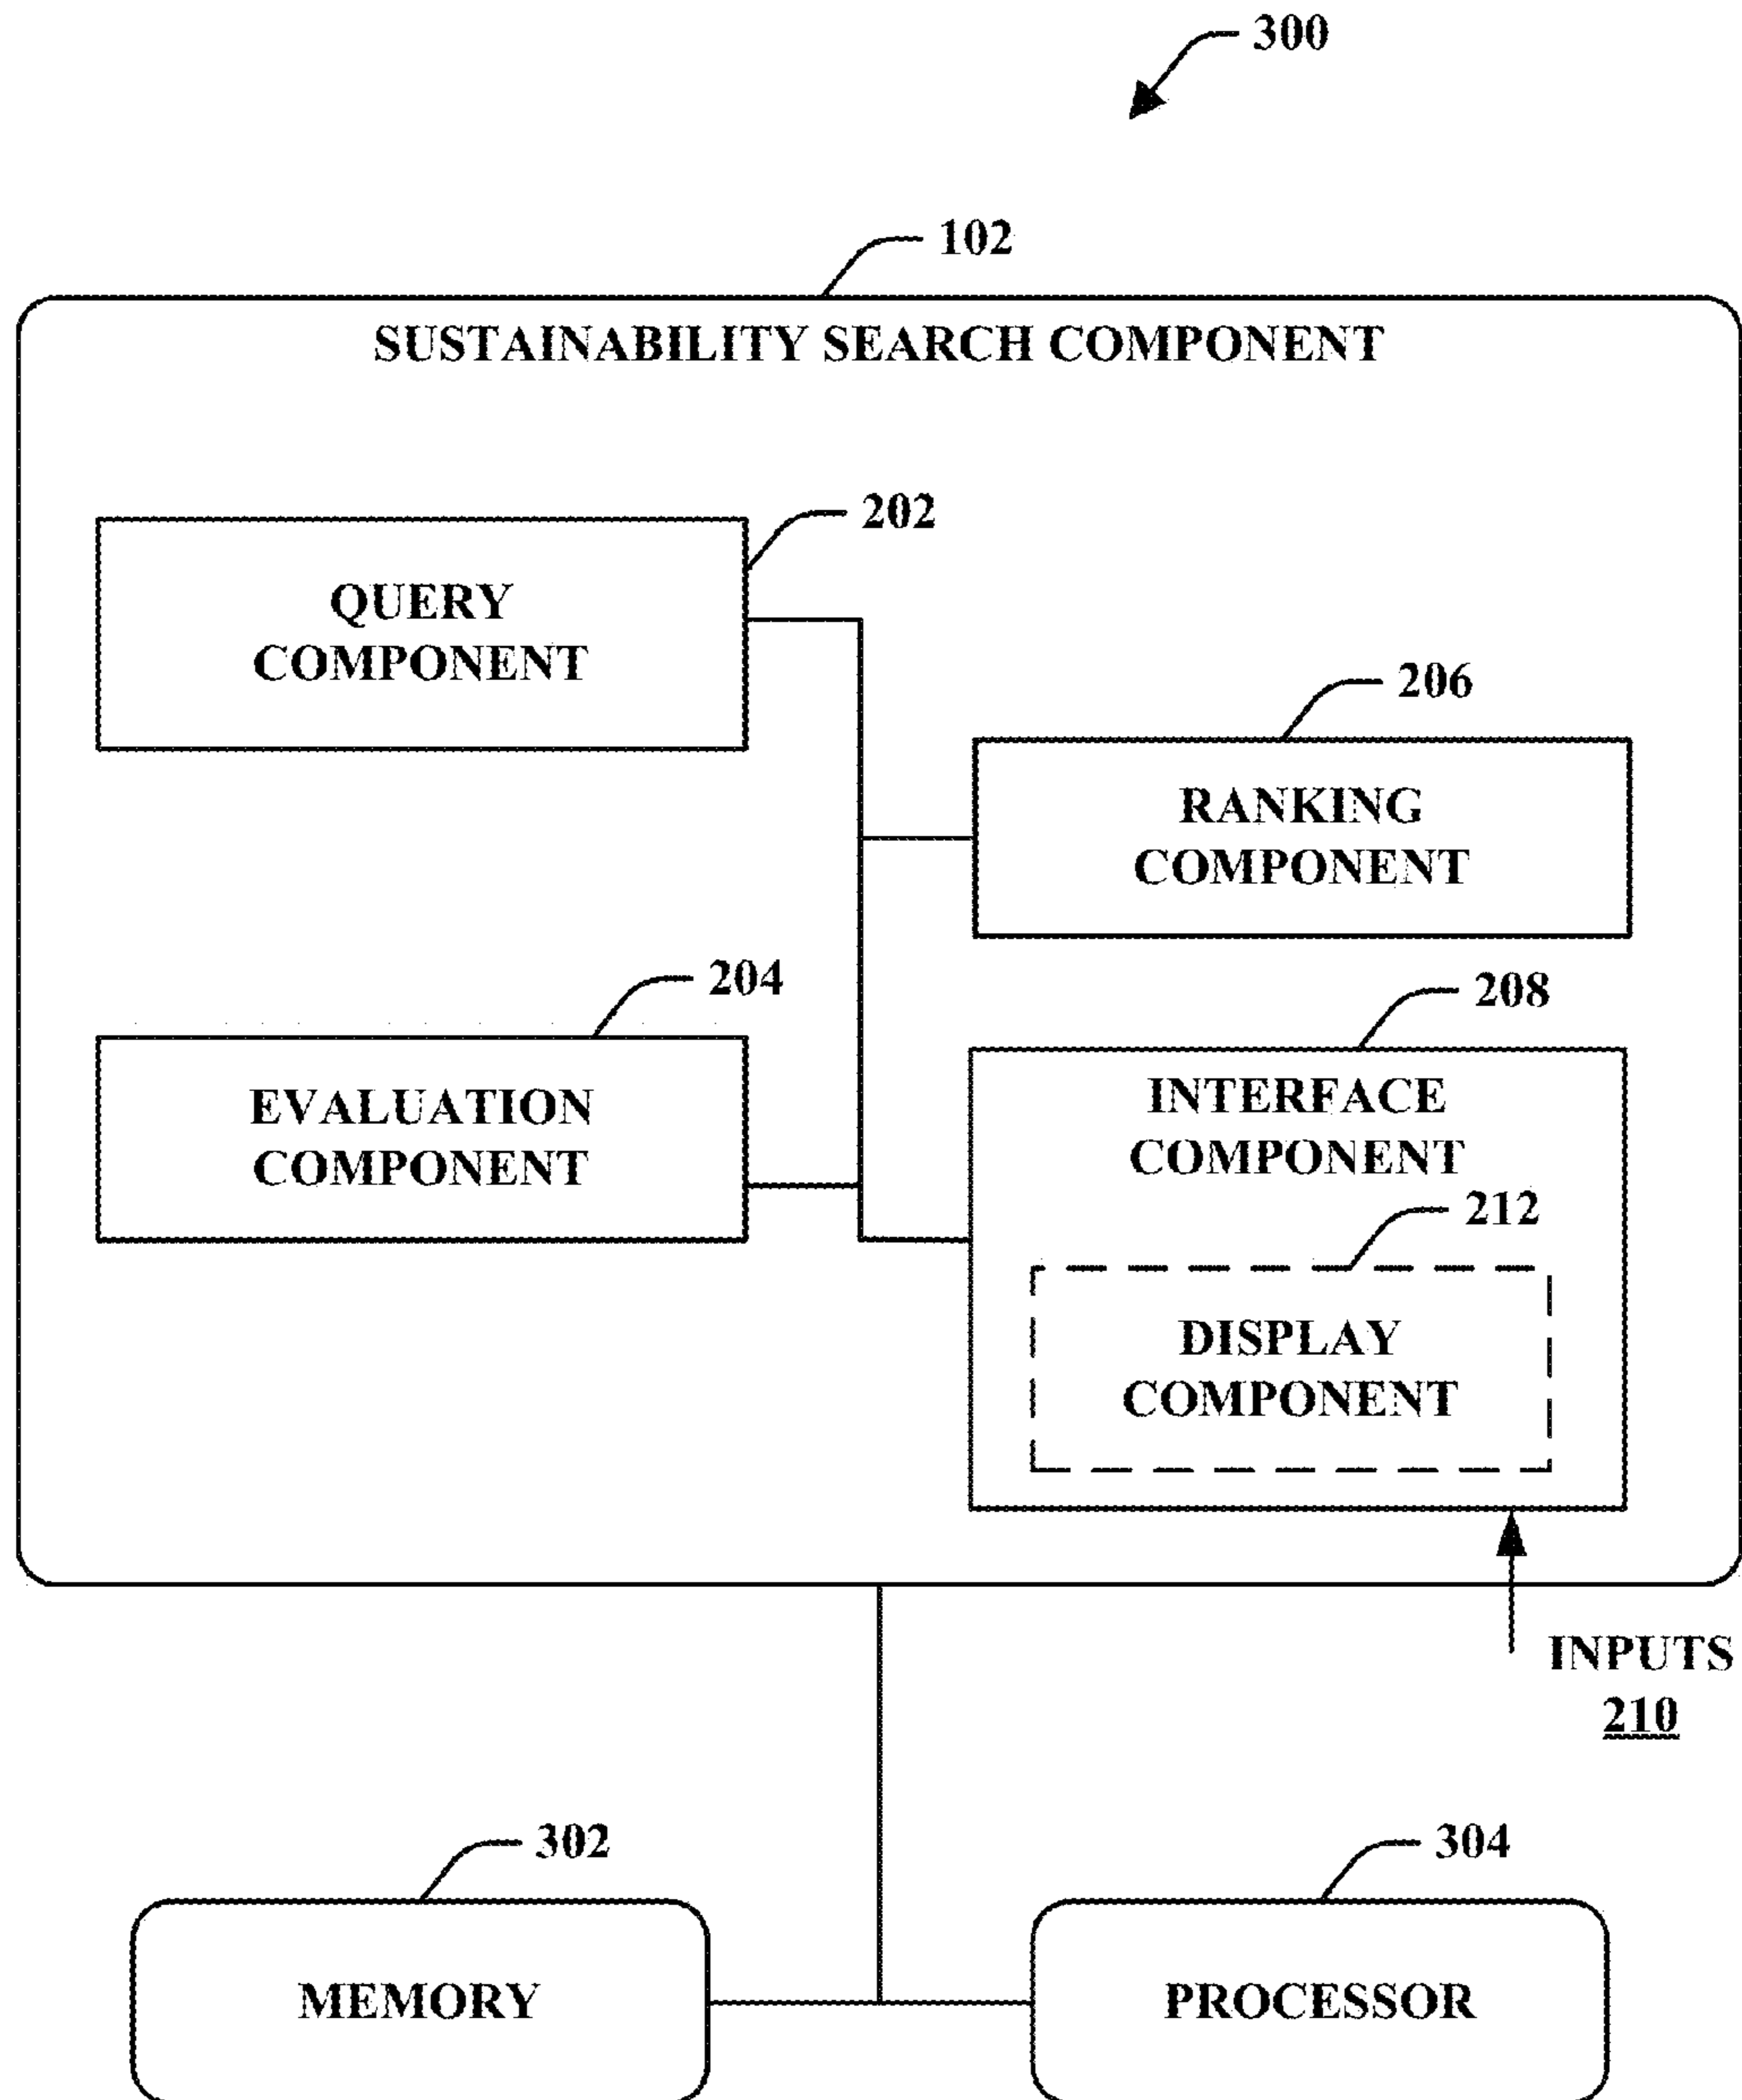 300
102
SUSTAINABILITY SEARCH COMPONENT
202
QUERY
COMPONENT
206
RANKING
COMPONENT
204
EVALUATION
COMPONENT
208
INTERFACE
COMPONENT
212
DISPLAY
COMPONENT
INPUTS
210
302
MEMORY
304
PROCESSOR